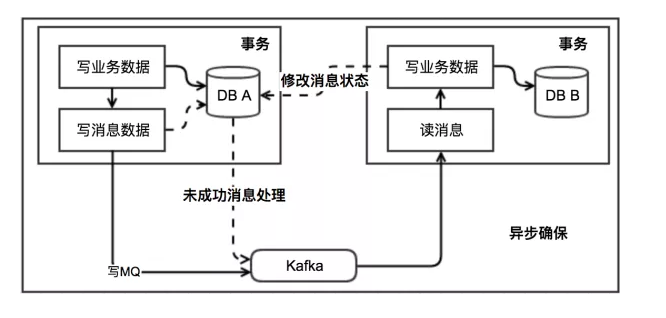 事务
事务
写业务数据
DB A
修改消息状态
写业务数据
DB B
写消息数据
读消息
未成功消息处理
异步确保
写MQ
Kafka